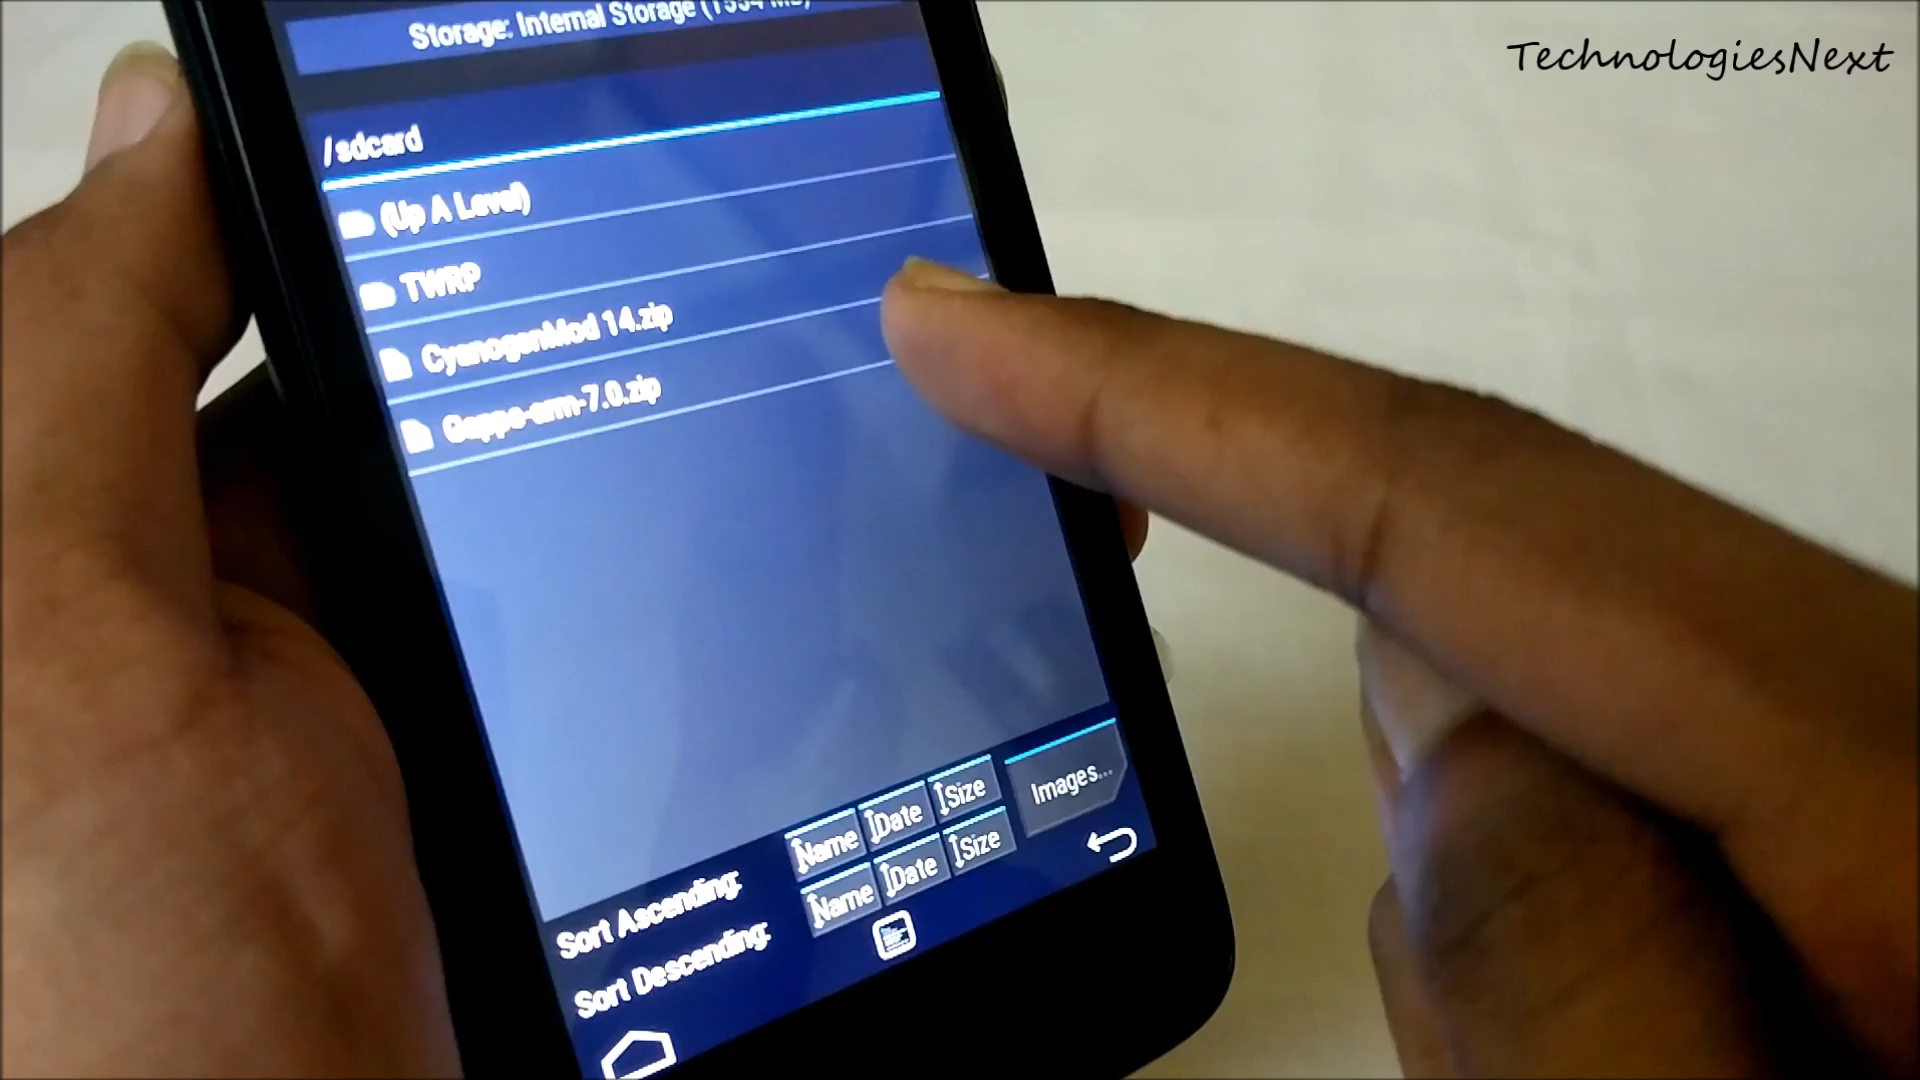 TechnologiesNext
Storage: Internal Storage
/sdcard
(Up A Level)
TWRP
CyanogenMod 14.zip
Gapps-arm-7.0.zip
Sort Ascending: Name Date Size
Sort Descending: Name Date Size
Images...